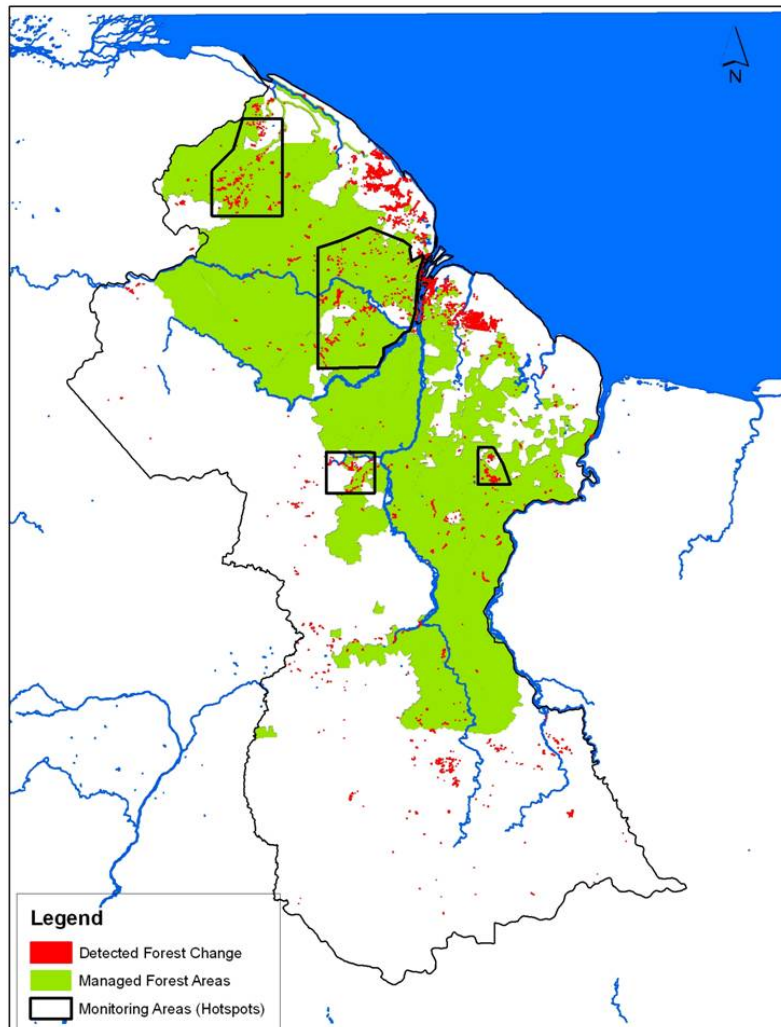 N
Legend
Detected Forest Change
Managed Forest Areas
Monitoring Areas (Hotspots)